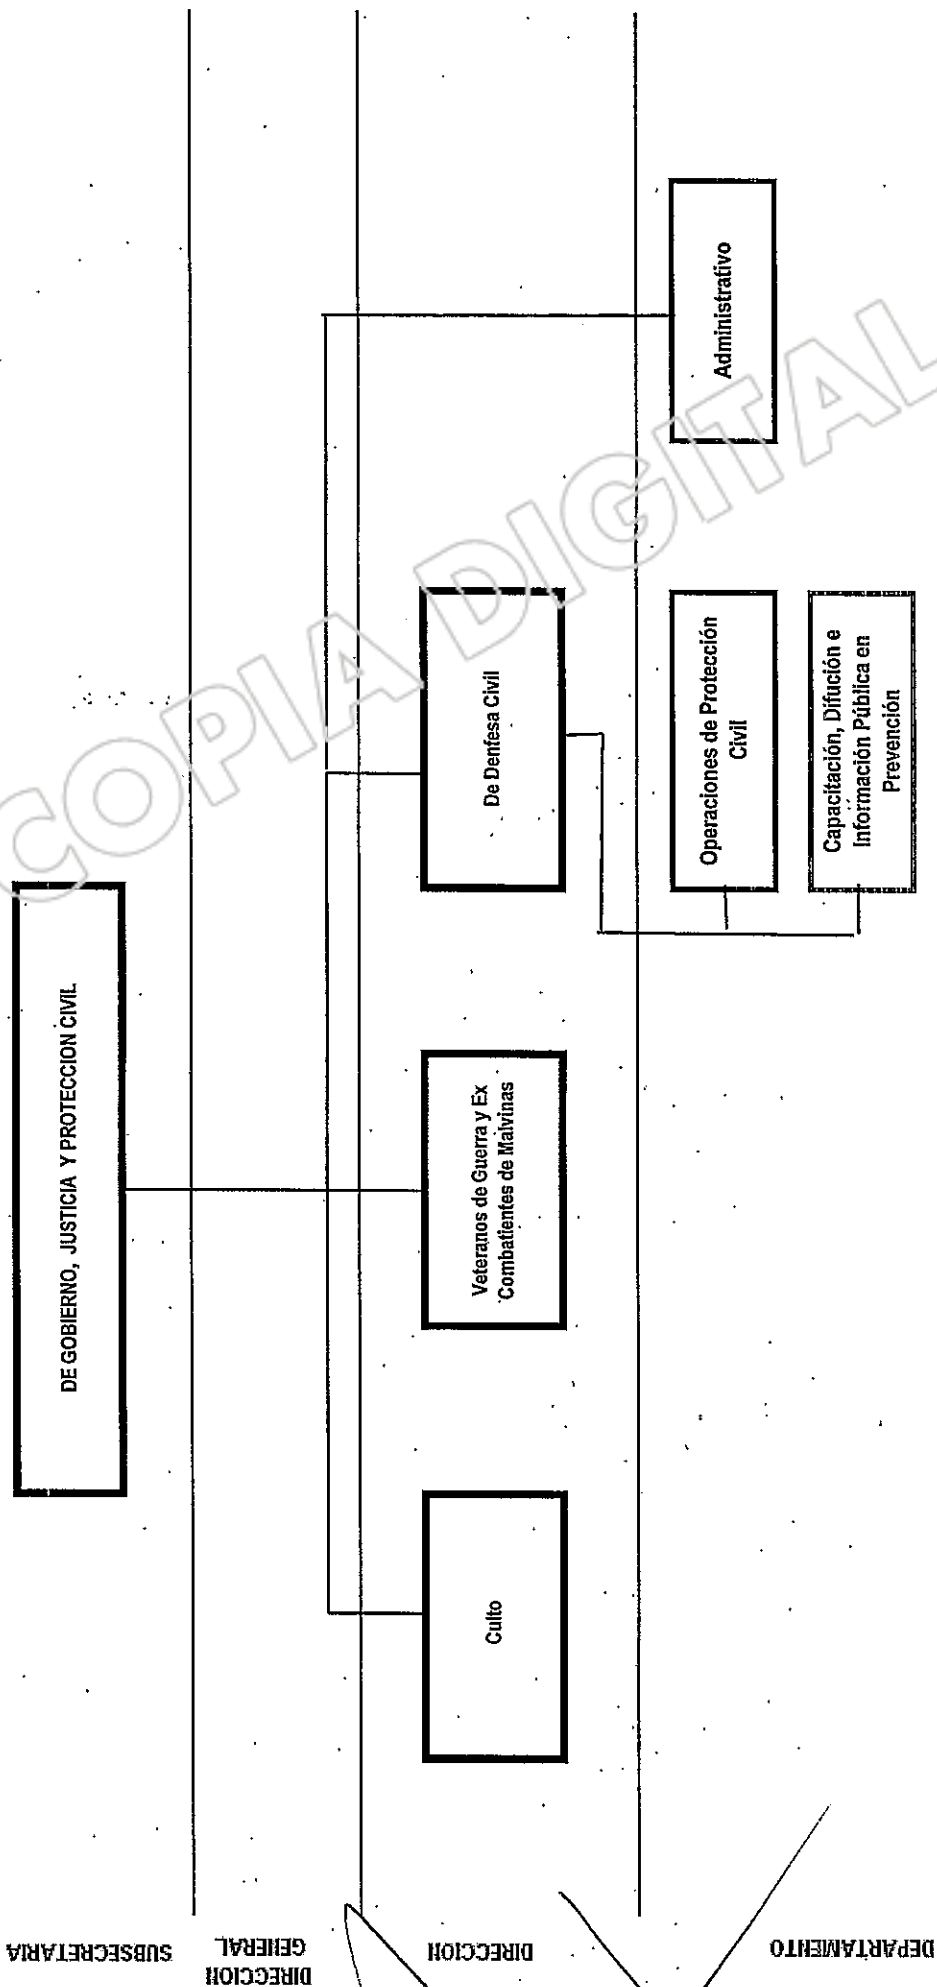 SUBSECRETARIA
DE GOBIERNO, JUSTICIA Y PROTECCION CIVIL
DIRECCION
GENERAL
DIRECCION
Culto
Veteranos de Guerra y Ex
Combatientes de Malvinas
De Denfesa Civil
DEPARTAMENTO
Operaciones de Protección
Civil
Administrativo
Capacitación, Difución e
Información Pública en
Prevención
COPIA DIGITAL